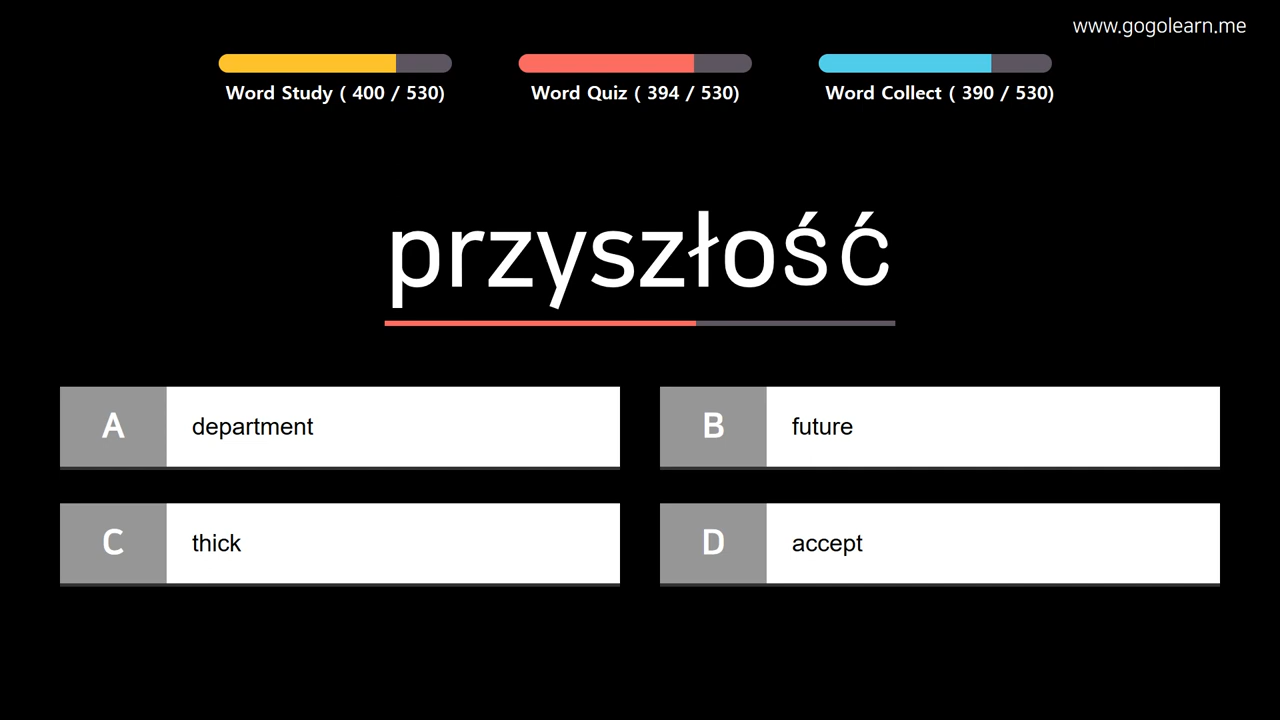 www.gogolearn.me
Word Study ( 400 / 530)
Word Quiz ( 394 / 530)
Word Collect ( 390 / 530)
przyszłość
A department
B future
C thick
D accept